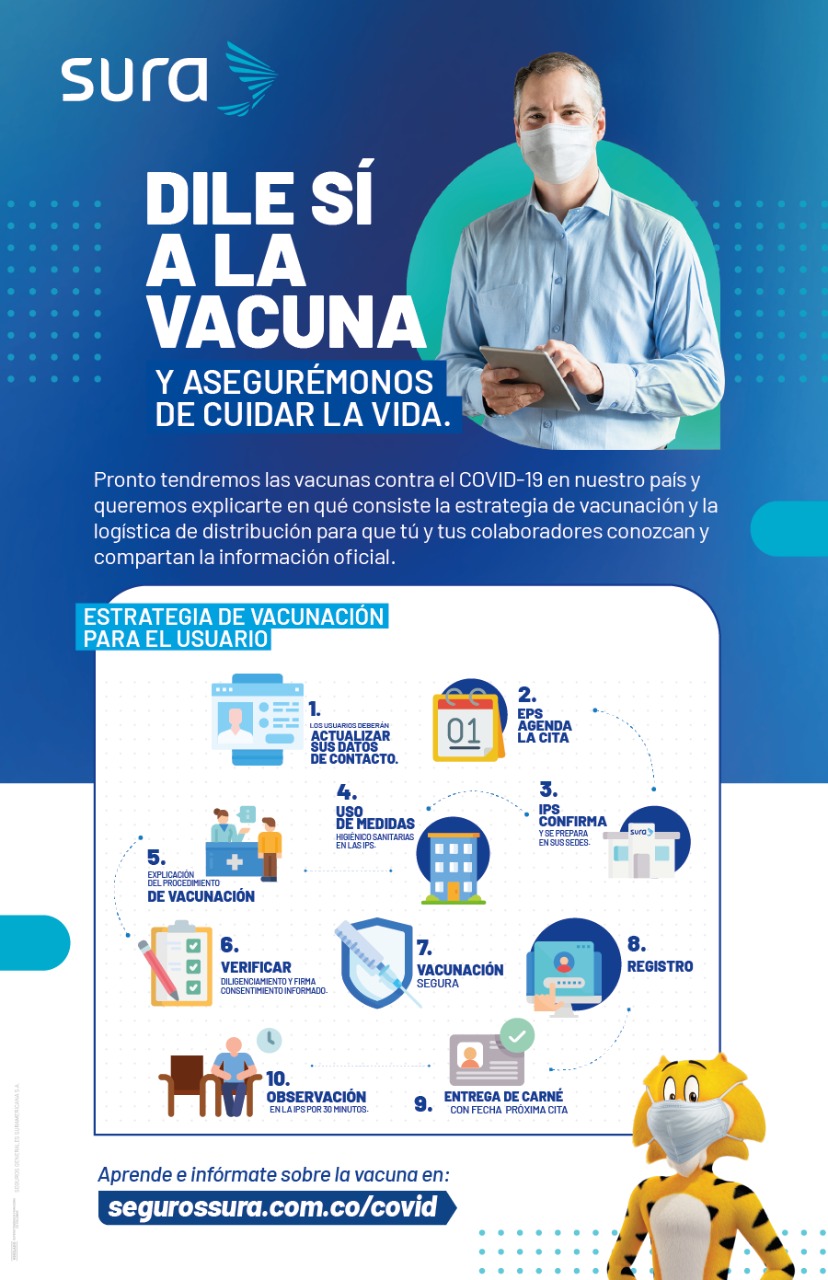 sura
DILE SÍ
A LA
VACUNA
Y ASEGURÉMONOS
DE CUIDAR LA VIDA.
Pronto tendremos las vacunas contra el COVID-19 en nuestro país y
queremos explicarte en qué consiste la estrategia de vacunación y la
logística de distribución para que tú y tus colaboradores conozcan y
compartan la información oficial.
ESTRATEGIA DE VACUNACIÓN
PARA EL USUARIO
1.
LOS USUARIOS DEBERÁN
ACTUALIZAR
SUS DATOS
DE CONTACTO.
01
2.
EPS
AGENDA
LA CITA
3.
IPS
CONFIRMA
Y SE PREPARA
EN SUS SEDES.
sura
4.
USO
DE MEDIDAS
HIGIÉNICO SANITARIAS
EN LAS IPS.
5.
EXPLICACIÓN
DEL PROCEDIMIENTO
DE VACUNACIÓN
6.
VERIFICAR
DILIGENCIAMIENTO Y FIRMA
CONSENTIMIENTO INFORMADO.
7.
VACUNACIÓN
SEGURA
8.
REGISTRO
9.
ENTREGA DE CARNÉ
CON FECHA PRÓXIMA CITA
10.
OBSERVACIÓN
EN LA IPS POR 30 MINUTOS.
Aprende e infórmate sobre la vacuna en:
segurossura.com.co/covid
SEGUROS GENERALES SURAMERICANA S.A